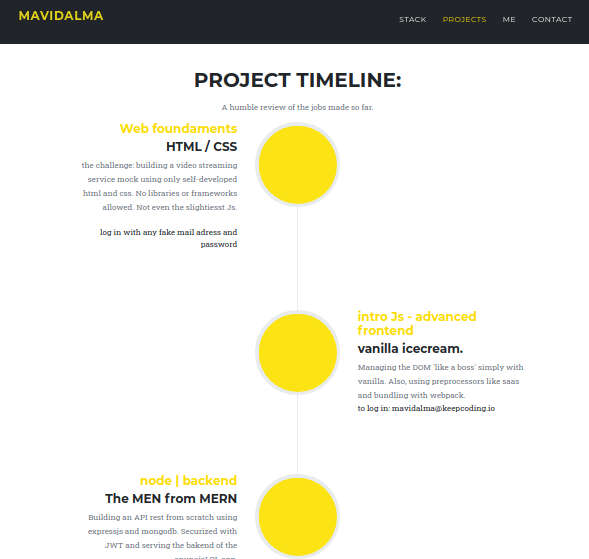 MAVIDALMA
STACK PROJECTS ME CONTACT
PROJECT TIMELINE:
A humble review of the jobs made so far.
Web foundaments
HTML / CSS
the challenge: building a video streaming
service mock using only self-developed
html and css. No libraries or frameworks
allowed. Not even the slightiesst Js.
log in with any fake mail adress and
password
intro Js - advanced
frontend
vanilla icecream.
Managing the DOM 'like a boss' simply with
vanilla. Also, using preprocessors like sass
and bundling with webpack.
to log in: mavidalma@keepcoding.io
node | backend
The MEN from MERN
Building an API rest from scratch using
expressjs and mongodb. Securized with
JWT and serving the bakend of the